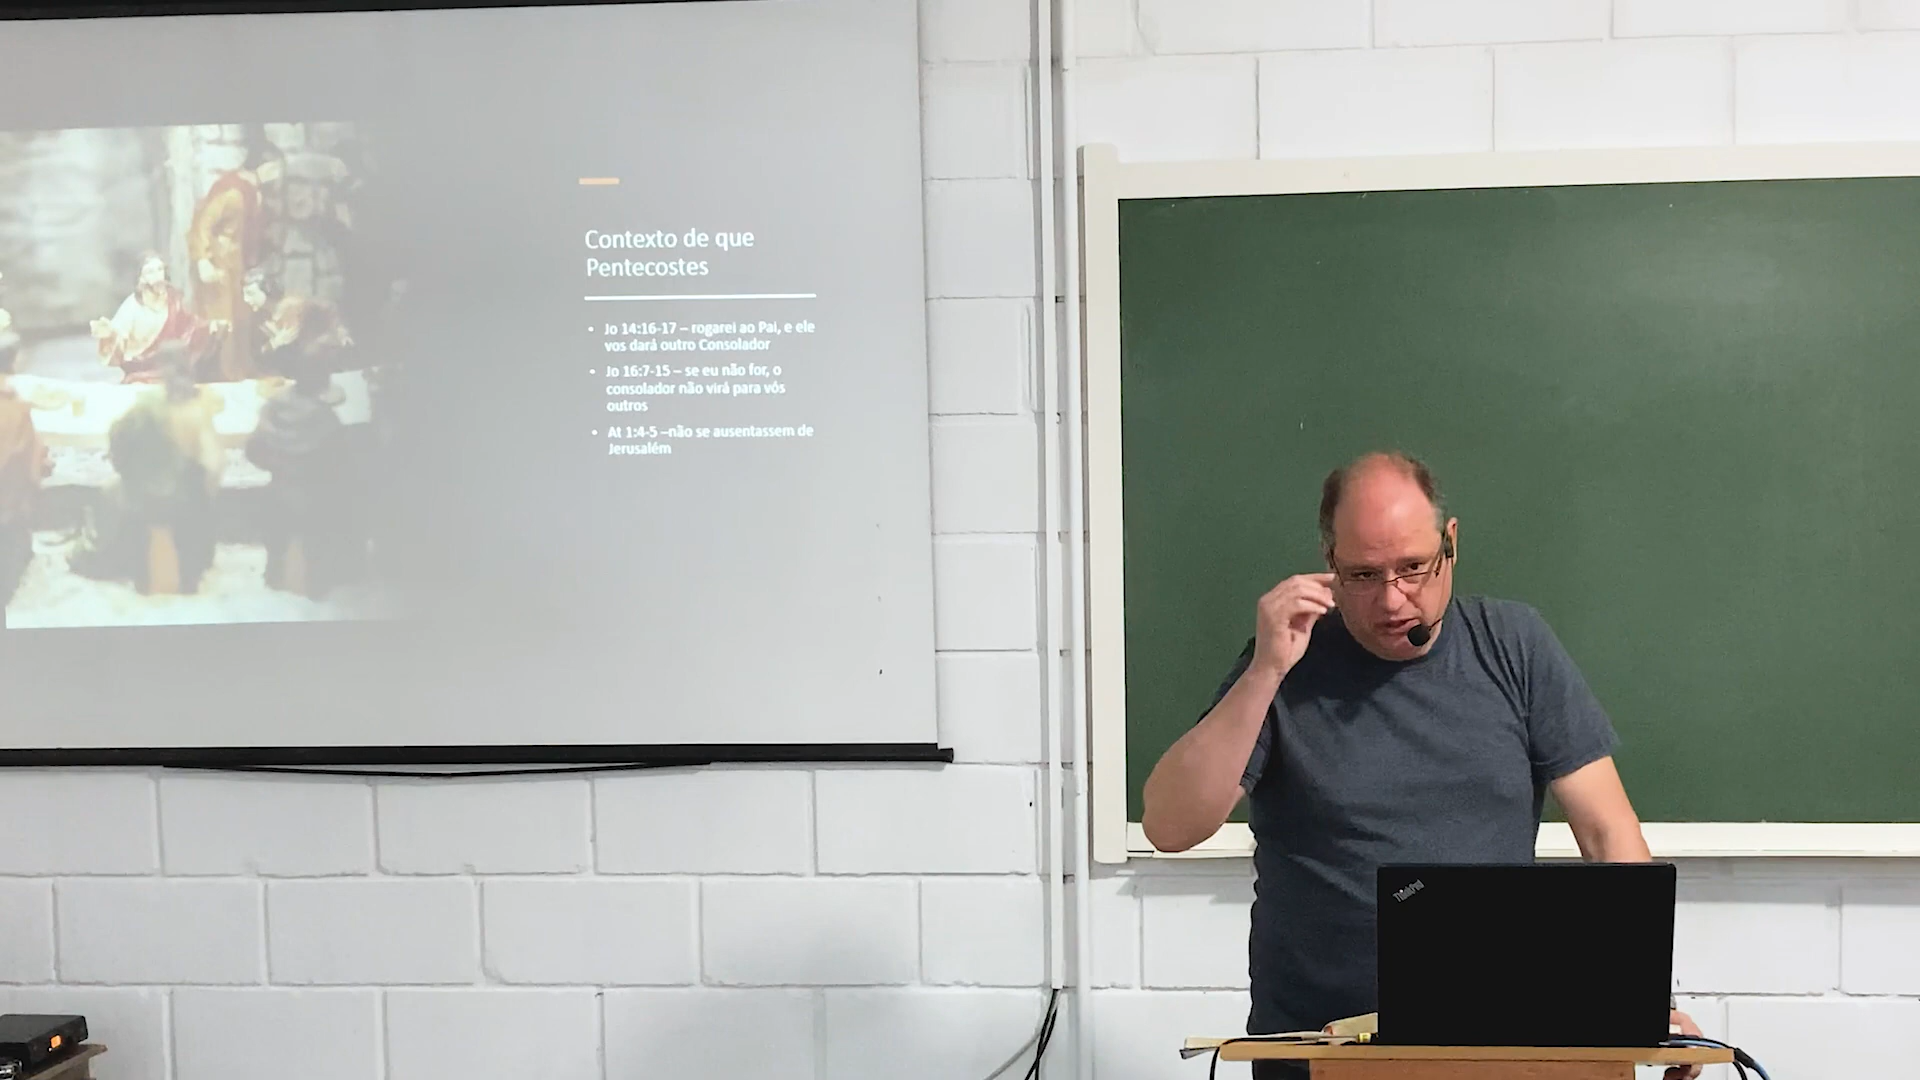 Contexto de que
Pentecostes
• Jo 14:16-17 – rogarei ao Pai, e ele
vos dará outro Consolador
• Jo 16:7-15 – se eu não for, o
consolador não virá para vós
outros
• At 1:4-5 –não se ausentassem de
Jerusalém
ThinkPad